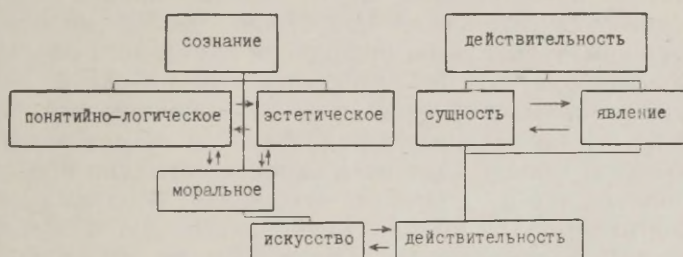 сознание
действительность
понятийно-логическое
эстетическое
сущность
явление
моральное
искусство
действительность